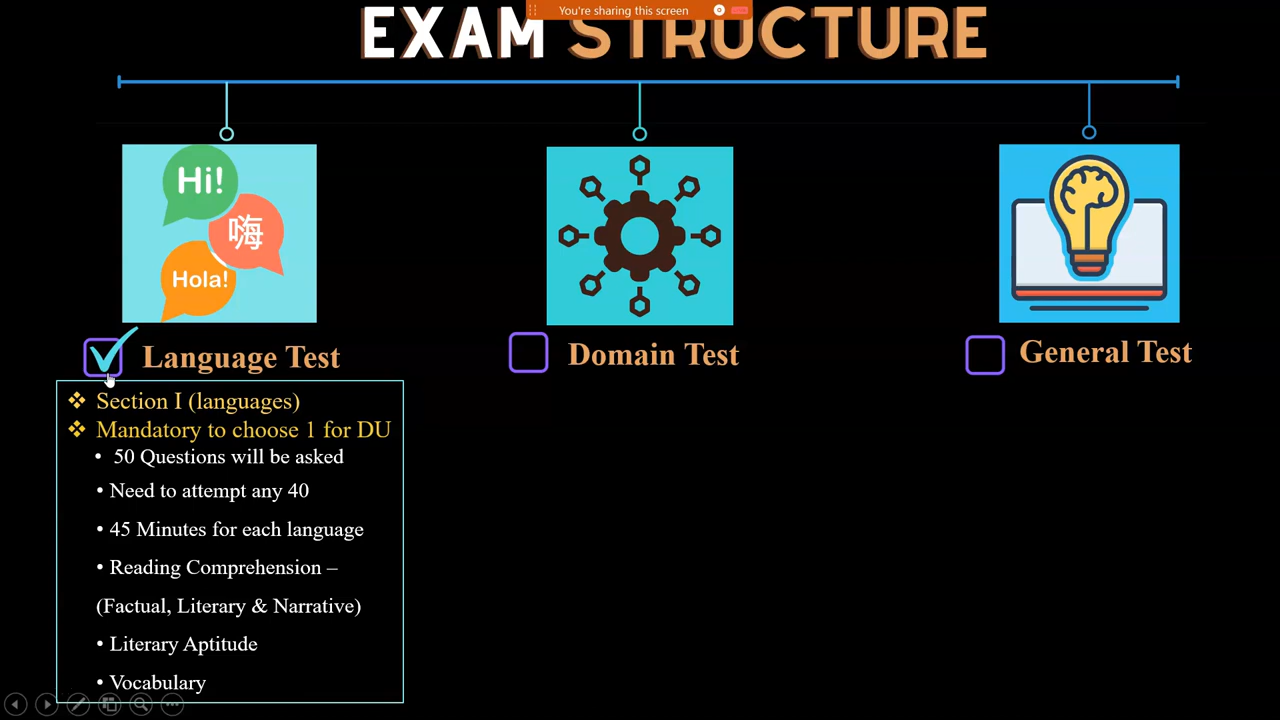 You're sharing this screen
EXAM STRUCTURE
Hi!
嗨
Hola!
Language Test
Domain Test
General Test
❖ Section I (languages)
❖ Mandatory to choose 1 for DU
• 50 Questions will be asked
• Need to attempt any 40
• 45 Minutes for each language
• Reading Comprehension –
(Factual, Literary & Narrative)
• Literary Aptitude
• Vocabulary